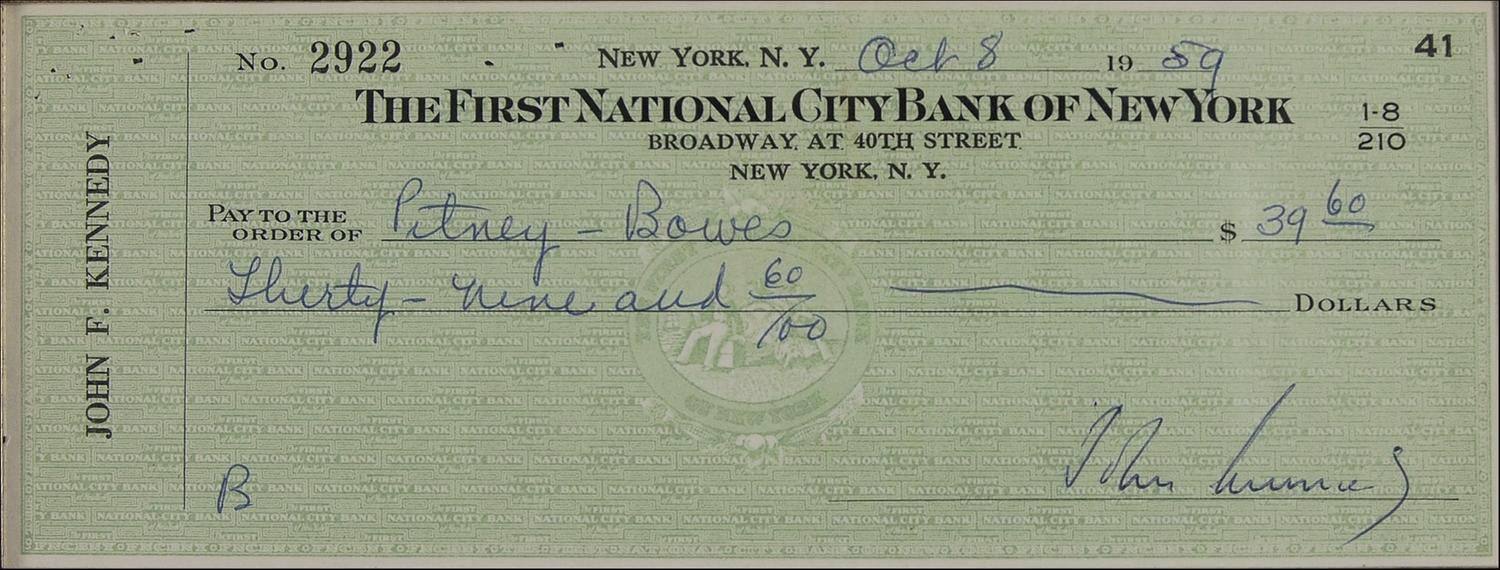 No. 2922 New York, N. Y. Oct 8 19 59 41
The First National City Bank of New York
1-8
210
BROADWAY AT 40TH STREET
NEW YORK, N. Y.
JOHN F. KENNEDY
Pay to the order of Pitney - Bowes $ 39 60
Thirty - nine and 60/100 Dollars
B
John Kennedy